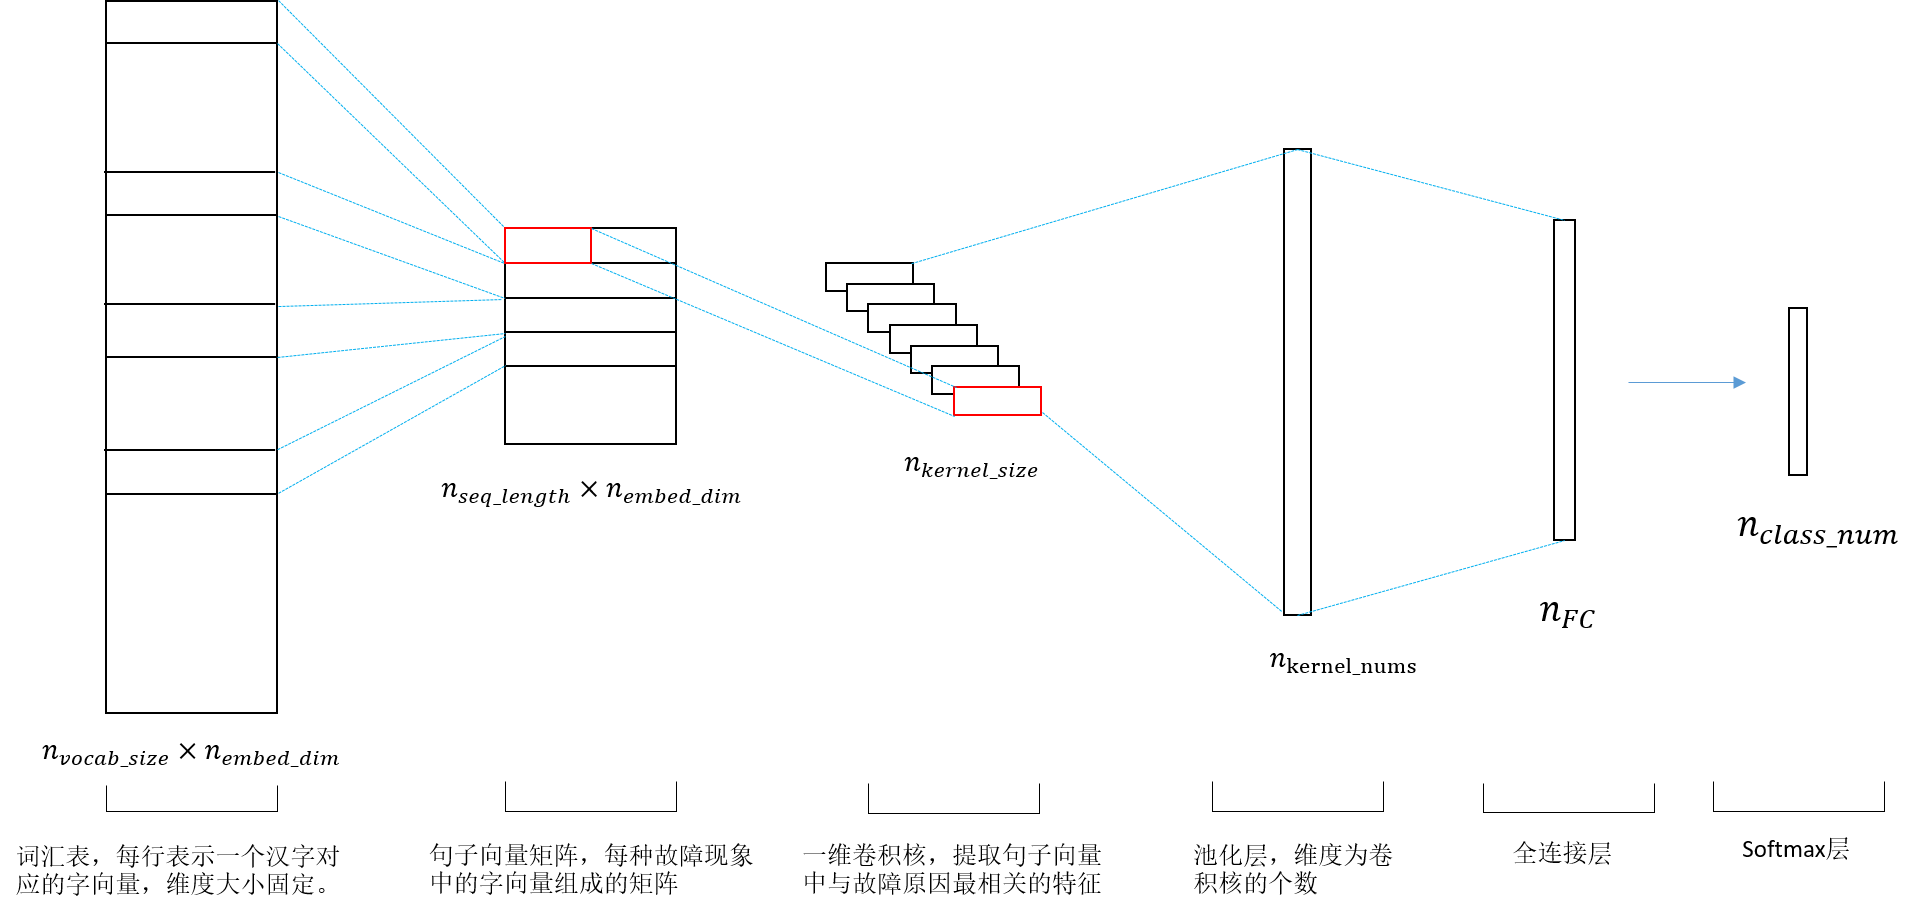 n_kernel_size
n_seq_length × n_embed_dim
n_class_num
n_FC
n_kernel_nums
n_vocab_size × n_embed_dim
词汇表，每行表示一个汉字对
应的字向量，维度大小固定。
句子向量矩阵，每种故障现象
中的字向量组成的矩阵
一维卷积核，提取句子向量
中与故障原因最相关的特征
池化层，维度为卷
积核的个数
全连接层
Softmax层